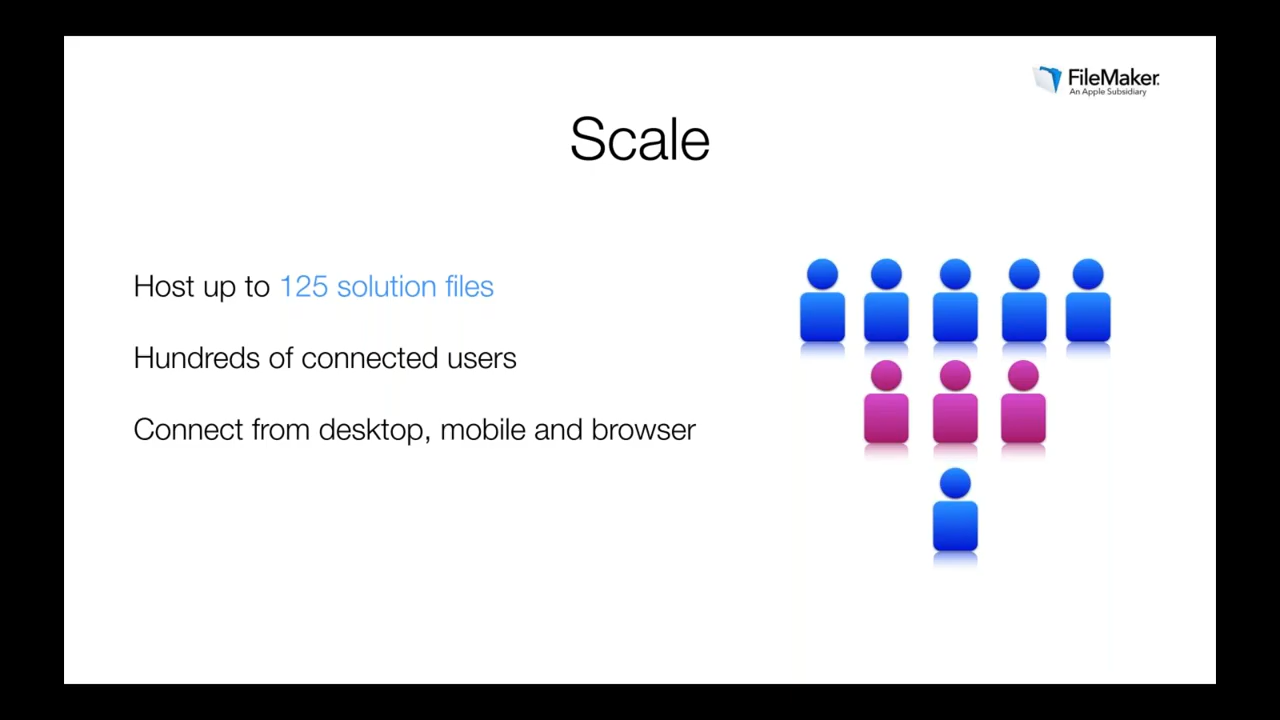 FileMaker
An Apple Subsidiary
Scale
Host up to 125 solution files
Hundreds of connected users
Connect from desktop, mobile and browser